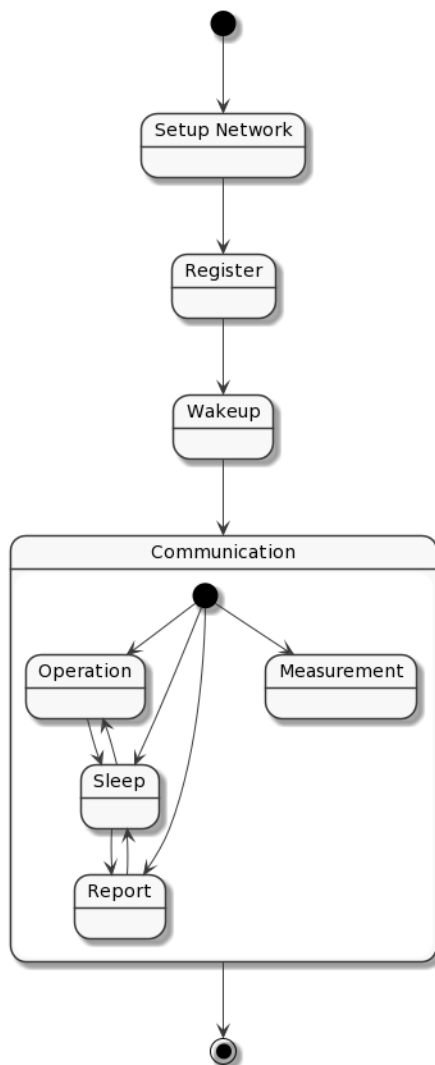 Setup Network
Register
Wakeup
Communication
Operation
Measurement
Sleep
Report